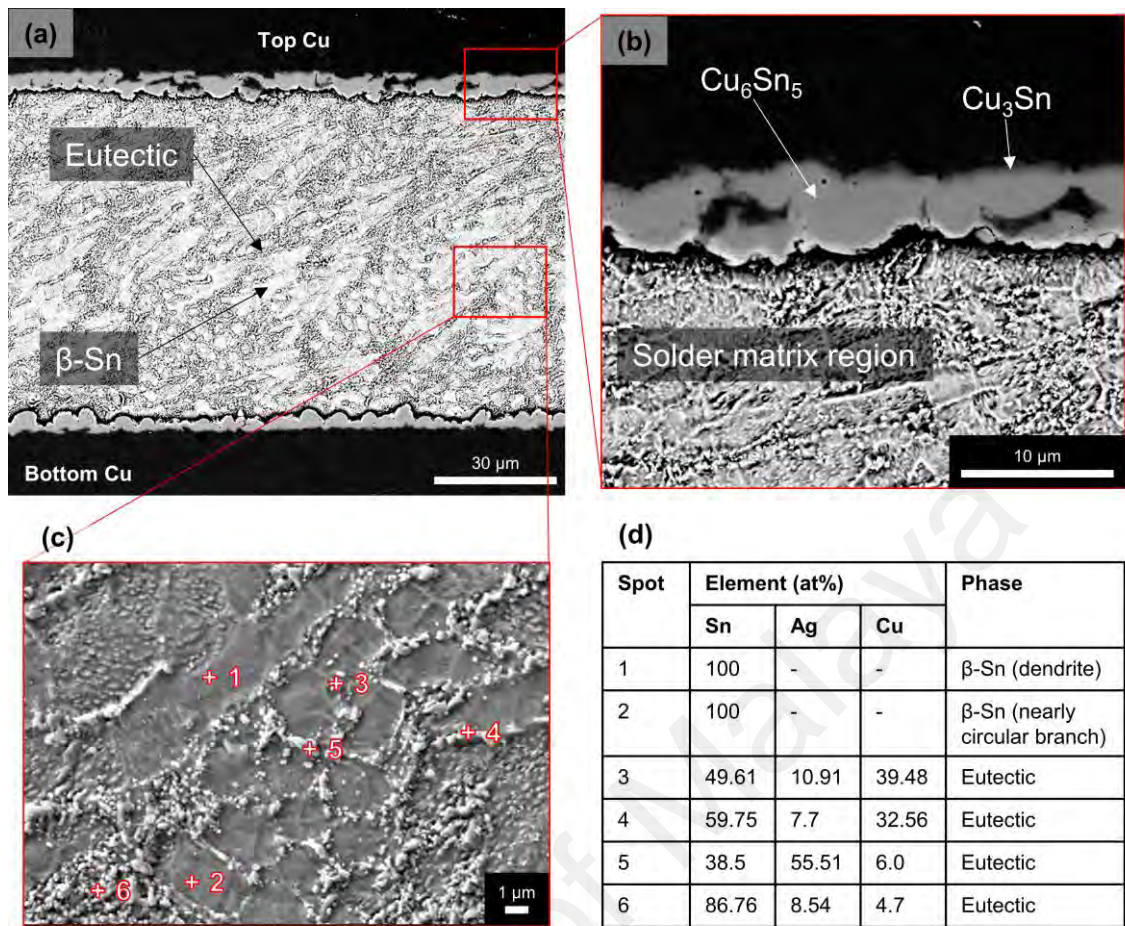 (a)
Top Cu
Eutectic
β-Sn
Bottom Cu
30 µm
(b)
Cu₆Sn₅
Cu₃Sn
Solder matrix region
10 µm
(c)
+ 1
+ 3
+ 4
+ 5
+ 2
+ 6
1 µm
(d)
Spot Element (at%) Phase
Sn Ag Cu
1 100 - - β-Sn (dendrite)
2 100 - - β-Sn (nearly
circular branch)
3 49.61 10.91 39.48 Eutectic
4 59.75 7.7 32.56 Eutectic
5 38.5 55.51 6.0 Eutectic
6 86.76 8.54 4.7 Eutectic
of Malaya